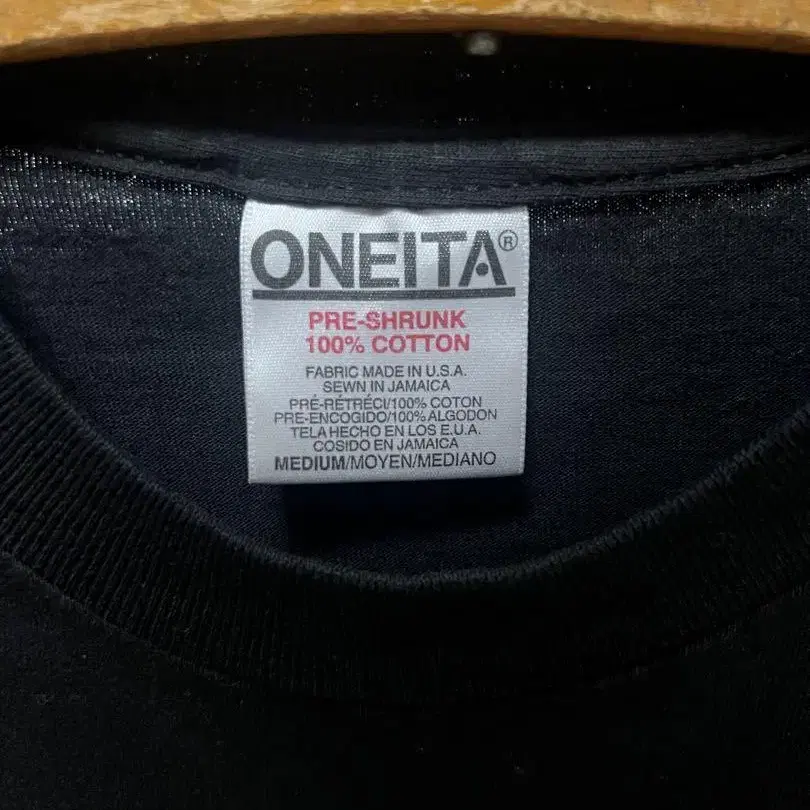 ONEITA®
PRE-SHRUNK
100% COTTON
FABRIC MADE IN U.S.A.
SEWN IN JAMAICA
PRÉ-RÉTRÉCI/100% COTON
PRE-ENCOGIDO/100% ALGODON
TELA HECHO EN LOS E.U.A.
COSIDO EN JAMAICA
MEDIUM/MOYEN/MEDIANO